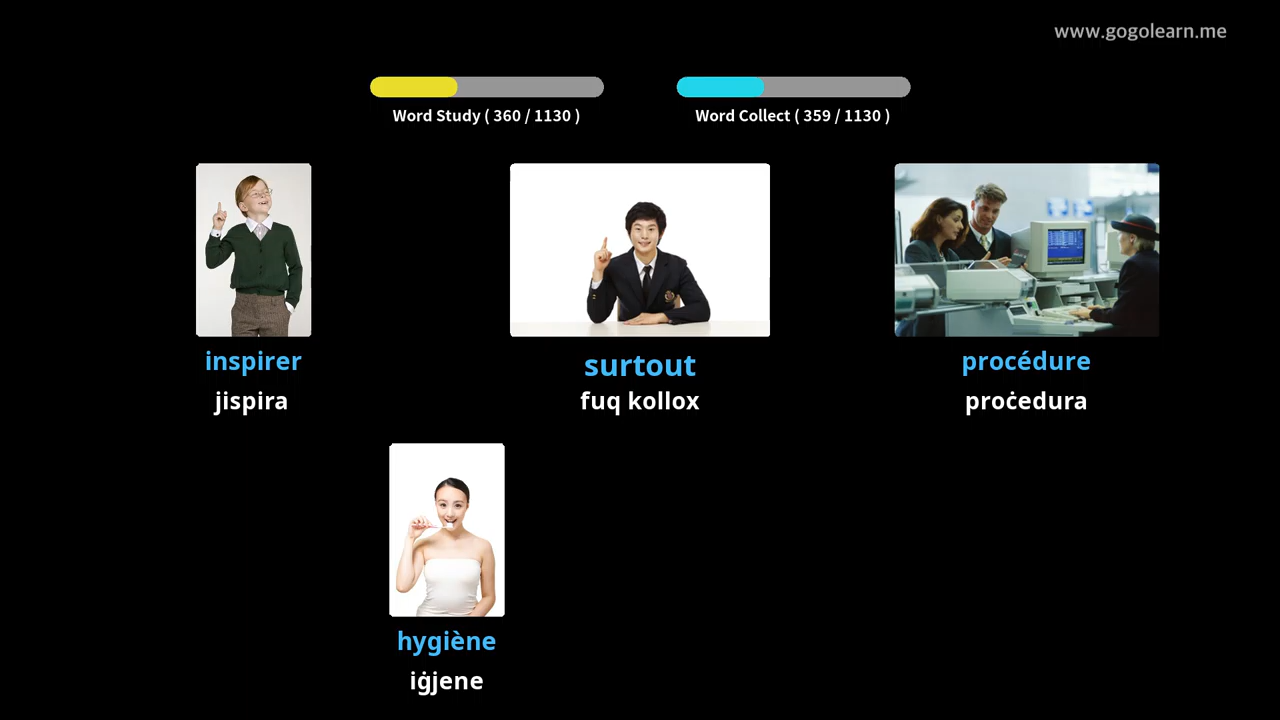 www.gogolearn.me
Word Study ( 360 / 1130 )
Word Collect ( 359 / 1130 )
inspirer
jispira
surtout
fuq kollox
procédure
proċedura
hygiène
iġjene